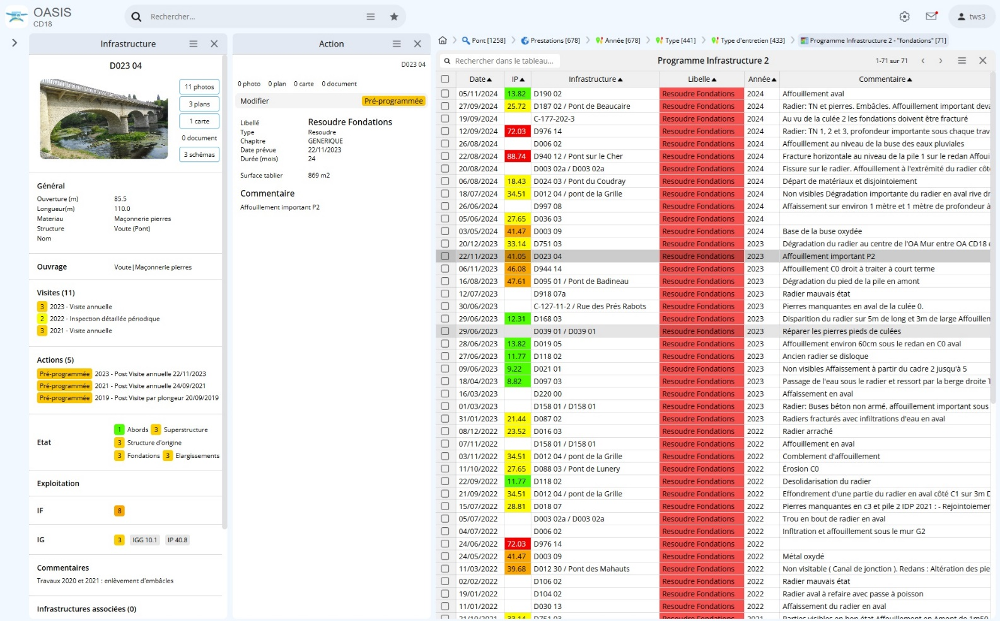 OASIS
CD18
Rechercher...
tws3
Infrastructure
D023 04
11 photos
3 plans
1 carte
0 document
3 schémas
Général
Ouverture (m) 85.5
Longueur(m) 110.0
Materiau Maçonnerie pierres
Structure Voute (Pont)
Nom
Ouvrage Voute|Maçonnerie pierres
Visites (11)
3 2023 - Visite annuelle
2 2022 - Inspection détaillée périodique
3 2021 - Visite annuelle
Actions (5)
Pré-programmée 2023 - Post Visite annuelle 22/11/2023
Pré-programmée 2021 - Post Visite annuelle 24/09/2021
Pré-programmée 2019 - Post Visite par plongeur 20/09/2019
Etat
1 Abords 3 Superstructure
3 Structure d'origine
3 Fondations 3 Elargissements
Exploitation
IF 8
IG 3 IGG 10.1 IP 40.8
Commentaires
Travaux 2020 et 2021 : enlèvement d'embâcles
Infrastructures associées (0)
Action
D023 04
0 photo 0 plan 0 carte 0 document
Modifier Pré-programmée
Libellé Resoudre Fondations
Type Resoudre
Chapitre GENERIQUE
Date prévue 22/11/2023
Durée (mois) 24
Surface tablier 869 m2
Commentaire
Affouillement important P2
Pont [1258] Prestations [678] Année [678] Type [441] Type d'entretien [433] Programme Infrastructure 2 - "fondations" [71]
Rechercher dans le tableau... Programme Infrastructure 2 1-71 sur 71
Date IP Infrastructure Libelle Année Commentaire
05/11/2024 13.82 D190 02 Resoudre Fondations 2024 Affouillement aval
27/09/2024 25.72 D187 02 / Pont de Beaucaire Resoudre Fondations 2024 Radier: TN et pierres. Embâcles. Affouillement important deva
19/09/2024 C-177-202-3 Resoudre Fondations 2024 Au vu de la culée 2 les fondations doivent être fracturé
12/09/2024 72.03 D976 14 Resoudre Fondations 2024 Radier: TN 1, 2 et 3, profondeur importante sous chaque trav
26/08/2024 D006 02 Resoudre Fondations 2024 Affouillement au niveau de la buse des eaux pluviales
22/08/2024 88.74 D940 12 / Pont sur le Cher Resoudre Fondations 2024 Fracture horizontale au niveau de la pile 1 sur le redan Affoui
20/08/2024 D003 02a / D003 02a Resoudre Fondations 2024 Fissure sur le radier. Affouillement à l'extrémité du radier côt
06/08/2024 18.43 D024 03 / Pont du Coudray Resoudre Fondations 2024 Départ de matériaux et disjointoiement
18/07/2024 34.51 D012 04 / pont de la Grille Resoudre Fondations 2024 Non visibles Dégradation importante du radier en aval rive dr
26/06/2024 D997 08 Resoudre Fondations 2024 Affaissement sur environ 1 mètre et 1 mètre de profondeur à
05/06/2024 27.65 D036 03 Resoudre Fondations 2024
03/05/2024 41.47 D003 09 Resoudre Fondations 2024 Base de la buse oxydée
20/12/2023 33.14 D751 03 Resoudre Fondations 2023 Dégradation du radier au centre de l'OA Mur entre OA CD18 e
22/11/2023 41.05 D023 04 Resoudre Fondations 2023 Affouillement important P2
06/11/2023 46.08 D944 14 Resoudre Fondations 2023 Affouillement C0 droit à traiter à court terme
16/08/2023 47.61 D095 01 / Pont de Badineau Resoudre Fondations 2023 Dégradation du pied de la pile en amont
12/07/2023 D918 07a Resoudre Fondations 2023 Radier mauvais état
30/06/2023 C-127-11-2 / Rue des Prés Rabots Resoudre Fondations 2023 Pierres manquantes en aval de la culée 0.
29/06/2023 12.31 D168 03 Resoudre Fondations 2023 Disparition du radier sur 5m de long et 3m de large Affouillen
29/06/2023 D039 01 / D039 01 Resoudre Fondations 2023 Réparer les pierres pieds de culées
28/06/2023 13.82 D019 05 Resoudre Fondations 2023 Affouillement environ 60cm sous le redan en C0 aval
27/06/2023 11.77 D118 02 Resoudre Fondations 2023 Ancien radier se disloque
09/06/2023 9.22 D021 01 Resoudre Fondations 2023 Non visibles Affaissement à partir du cadre 2 jusqu'à 5
18/04/2023 8.82 D097 03 Resoudre Fondations 2023 Passage de l'eau sous le radier et ressort par la berge droite T
16/03/2023 D220 00 Resoudre Fondations 2023 Affaissement en aval
01/03/2023 D158 01 / D158 01 Resoudre Fondations 2023 Radier: Buses béton non armé, affouillement important sous
31/01/2023 21.44 D087 02 Resoudre Fondations 2023 Radiers fracturés avec infiltrations d'eau en aval
08/12/2022 23.52 D016 03 Resoudre Fondations 2022 Radier arraché
07/11/2022 D158 01 / D158 01 Resoudre Fondations 2022 Affouillement en aval
03/11/2022 34.51 D012 04 / pont de la Grille Resoudre Fondations 2022 Comblement d'affouillement
11/10/2022 27.65 D088 03 / Pont de Lunery Resoudre Fondations 2022 Érosion C0
22/09/2022 11.77 D118 02 Resoudre Fondations 2022 Desolidarisation du radier
21/09/2022 34.51 D012 04 / pont de la Grille Resoudre Fondations 2022 Effondrement d'une partie du radier en aval côté C1 sur 3m D
15/07/2022 28.81 D018 07 Resoudre Fondations 2022 Pierres manquantes en c3 et pile 2 IDP 2021 : - Rejointoiemer
05/07/2022 D003 02a / D003 02a Resoudre Fondations 2022 Trou en bout de radier en aval
04/07/2022 D006 02 Resoudre Fondations 2022 Infltration et affouillement sous le mur G2
24/06/2022 72.03 D976 14 Resoudre Fondations 2022
24/05/2022 41.47 D003 09 Resoudre Fondations 2022 Métal oxydé
11/03/2022 39.68 D012 30 / Pont des Mahauts Resoudre Fondations 2022 Non visitable ( Canal de jonction ). Redans : Altération des pie
02/02/2022 D106 02 Resoudre Fondations 2022 Radier mauvais état
19/01/2022 D104 02 Resoudre Fondations 2022 Radier aval à refaire avec passe à poisson
11/01/2022 D030 13 Resoudre Fondations 2022 Affaissement du radier en aval
21/10/2021 33.14 D751 03 Resoudre Fondations 2021 Parties visibles en bon état Affouillement en Amont de 1m50